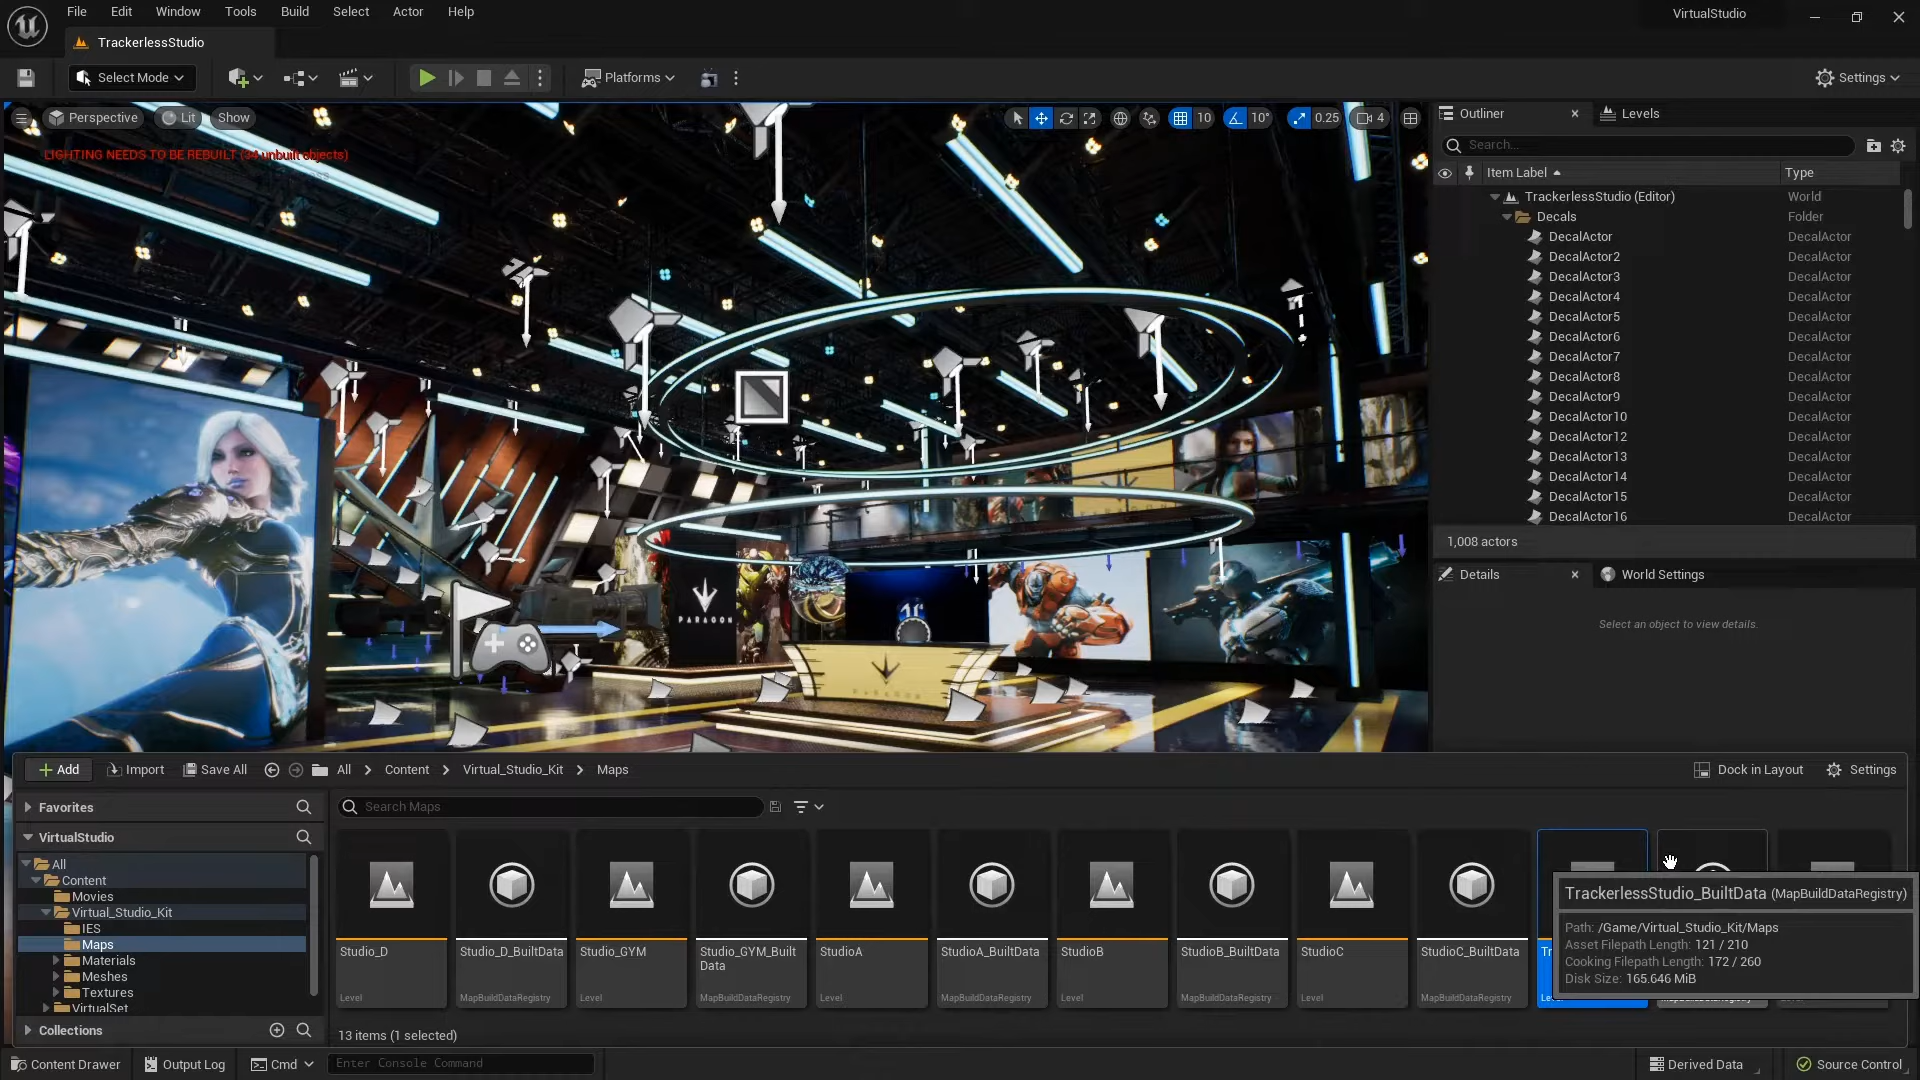 File Edit Window Tools Build Select Actor Help
VirtualStudio
TrackerlessStudio
Select Mode
Platforms
Settings
Perspective Lit Show
10 10° 0.25 4
LIGHTING NEEDS TO BE REBUILT (34 unbuilt objects)
PARAGON
Outliner Levels
Search...
Item Label Type
TrackerlessStudio (Editor) World
Decals Folder
DecalActor DecalActor
DecalActor2 DecalActor
DecalActor3 DecalActor
DecalActor4 DecalActor
DecalActor5 DecalActor
DecalActor6 DecalActor
DecalActor7 DecalActor
DecalActor8 DecalActor
DecalActor9 DecalActor
DecalActor10 DecalActor
DecalActor12 DecalActor
DecalActor13 DecalActor
DecalActor14 DecalActor
DecalActor15 DecalActor
DecalActor16 DecalActor
1,008 actors
Details World Settings
Select an object to view details.
Add Import Save All All Content Virtual_Studio_Kit Maps
Dock in Layout Settings
Favorites
VirtualStudio
All
Content
Movies
Virtual_Studio_Kit
IES
Maps
Materials
Meshes
Textures
VirtualSet
Collections
Search Maps
Studio_D
Level
Studio_D_BuiltData
MapBuildDataRegistry
Studio_GYM
Level
Studio_GYM_Built
Data
MapBuildDataRegistry
StudioA
Level
StudioA_BuiltData
MapBuildDataRegistry
StudioB
Level
StudioB_BuiltData
MapBuildDataRegistry
StudioC
Level
StudioC_BuiltData
MapBuildDataRegistry
TrackerlessStudio_BuiltData (MapBuildDataRegistry)
Path: /Game/Virtual_Studio_Kit/Maps
Asset Filepath Length: 121 / 210
Cooking Filepath Length: 172 / 260
Disk Size: 165.646 MiB
13 items (1 selected)
Content Drawer Output Log Cmd Enter Console Command
Derived Data Source Control